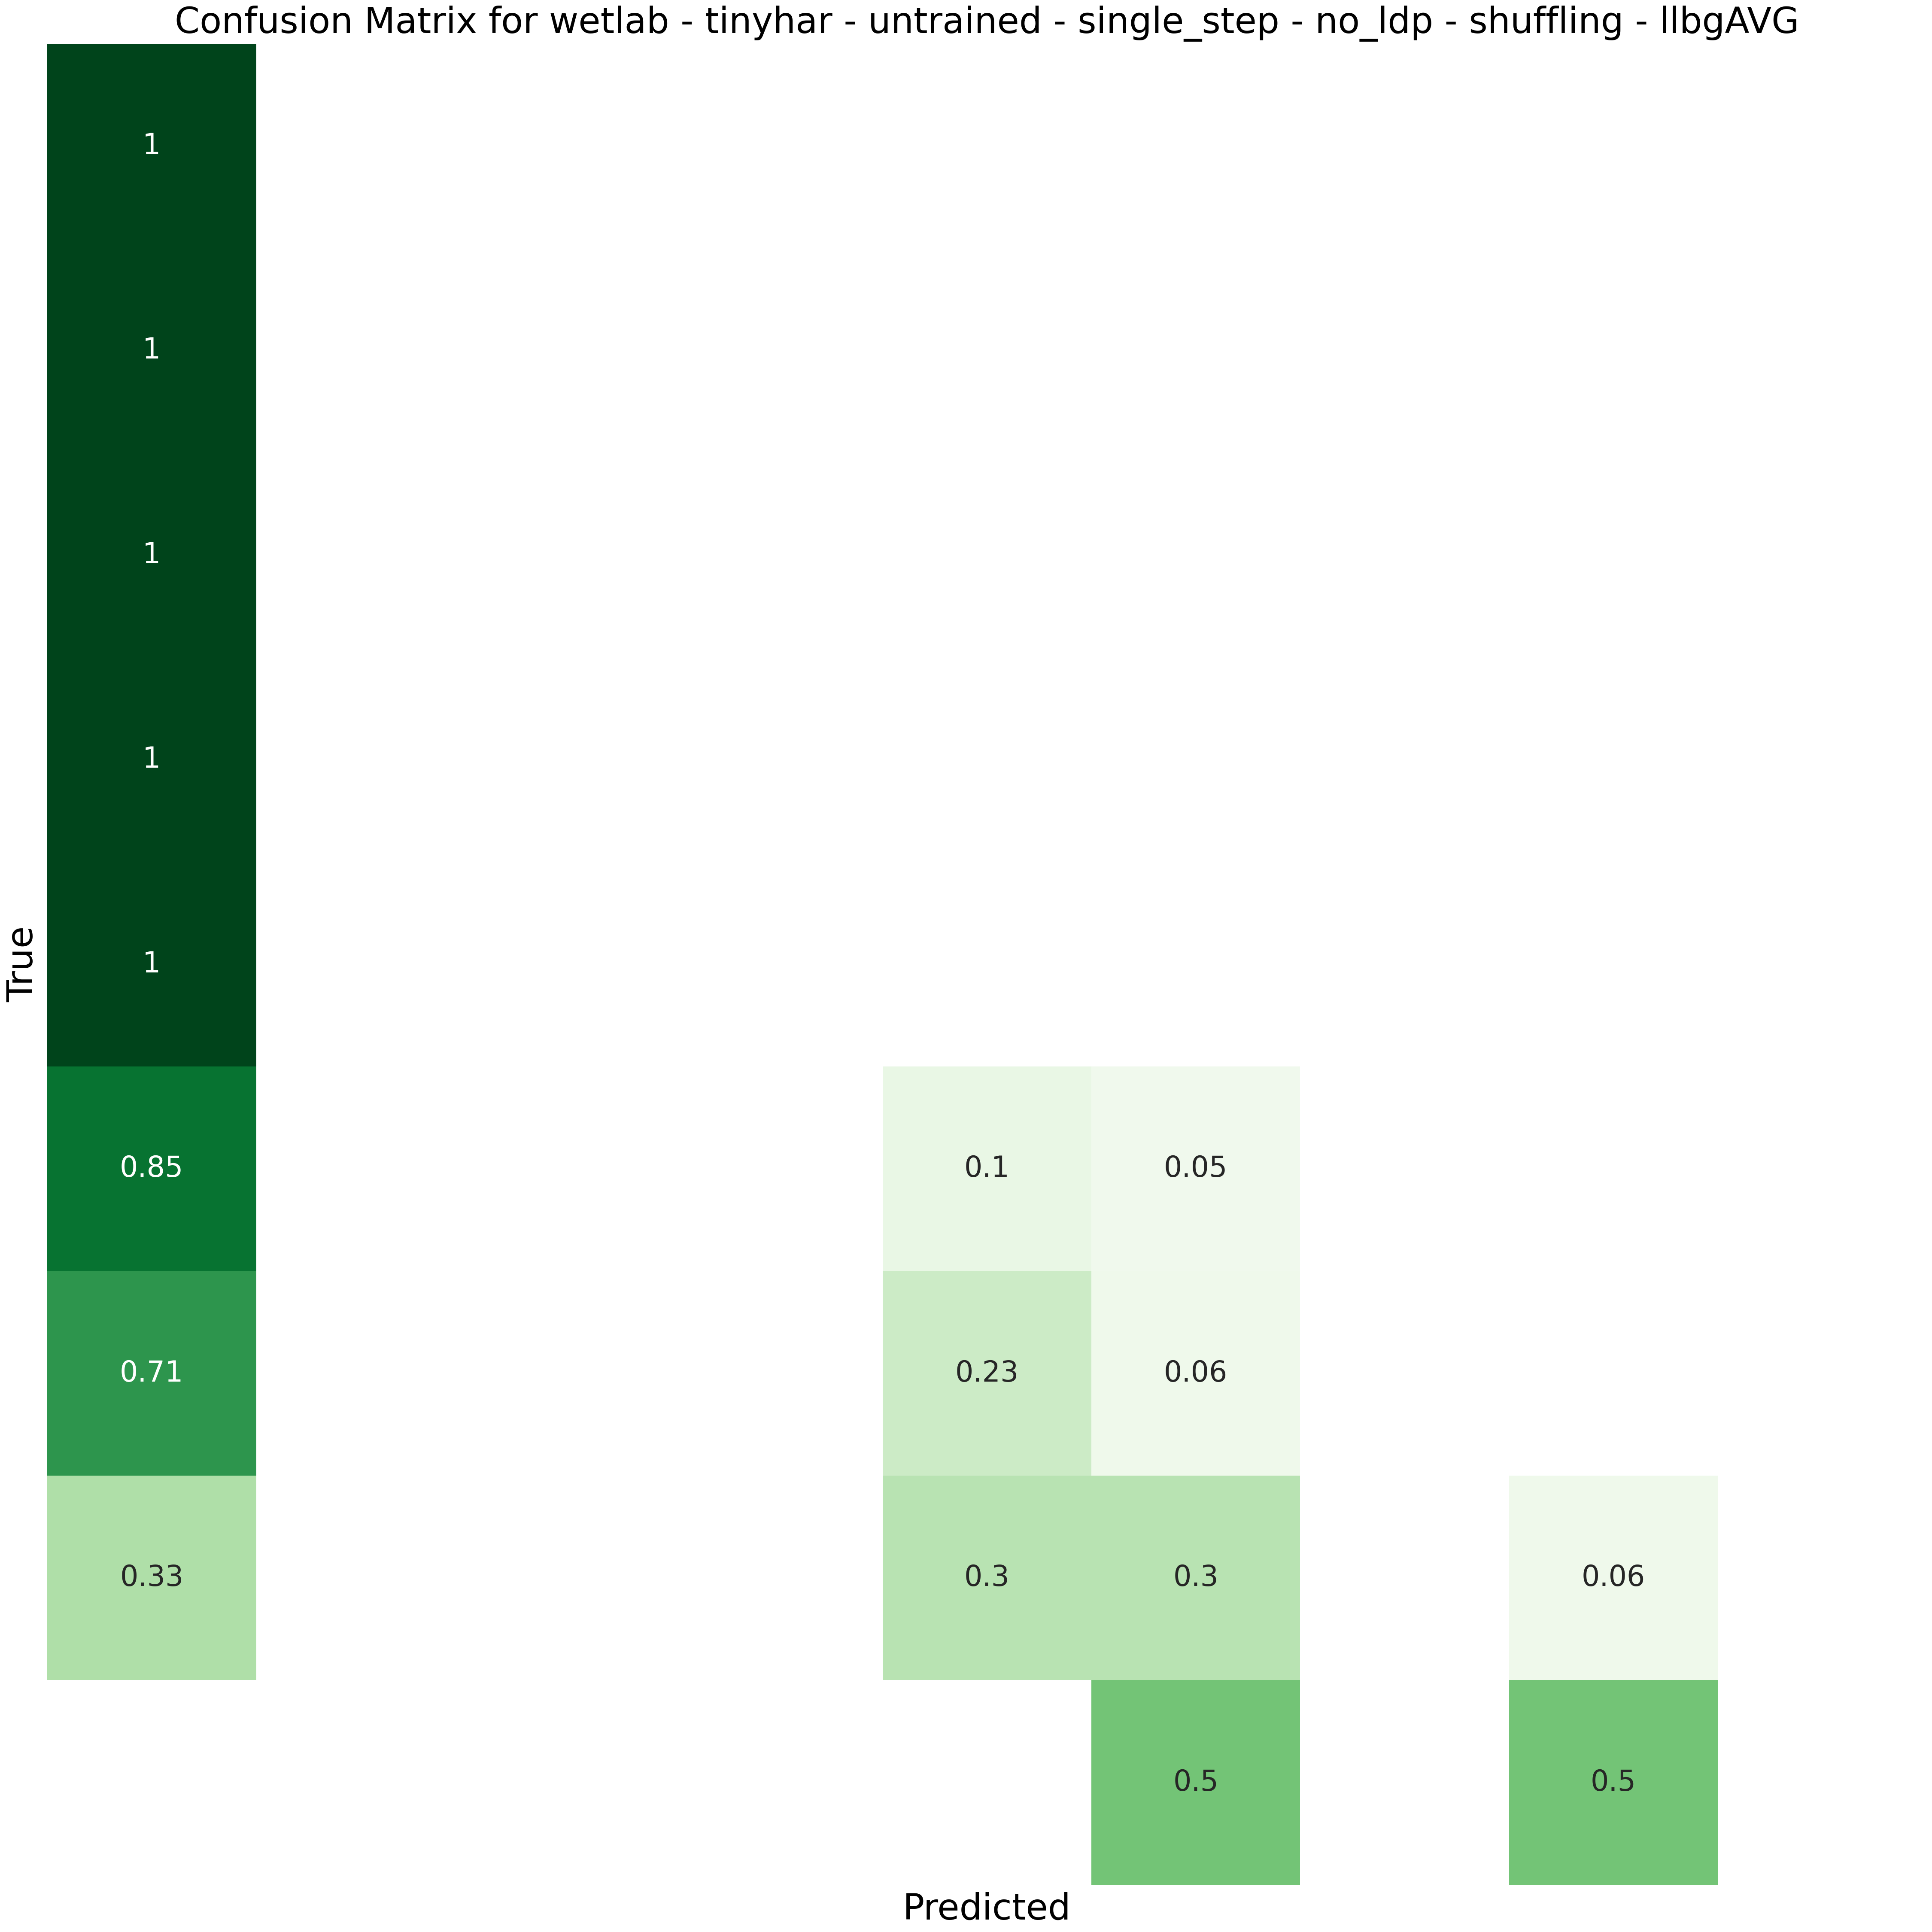 Confusion Matrix for wetlab - tinyhar - untrained - single_step - no_ldp - shuffling - llbgAVG
1
1
1
1
1
True
0.85 0.1 0.05
0.71 0.23 0.06
0.33 0.3 0.3 0.06
0.5 0.5
Predicted